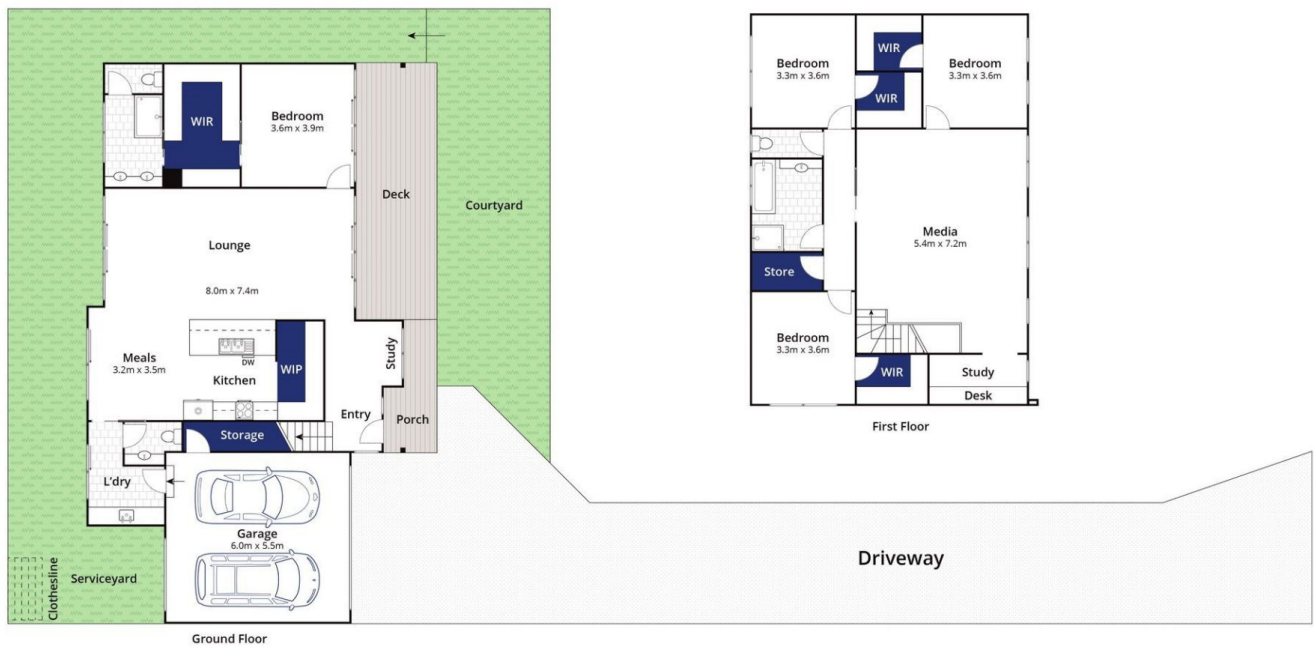 WIR
Bedroom
3.6m x 3.9m
Deck
Courtyard
Lounge
8.0m x 7.4m
Meals
3.2m x 3.5m
DW
Kitchen
WIP
Study
Entry
Porch
Storage
L'dry
Garage
6.0m x 5.5m
Serviceyard
Clothesline
Ground Floor
Bedroom
3.3m x 3.6m
WIR
WIR
Bedroom
3.3m x 3.6m
Media
5.4m x 7.2m
Store
Bedroom
3.3m x 3.6m
WIR
Study
Desk
First Floor
Driveway